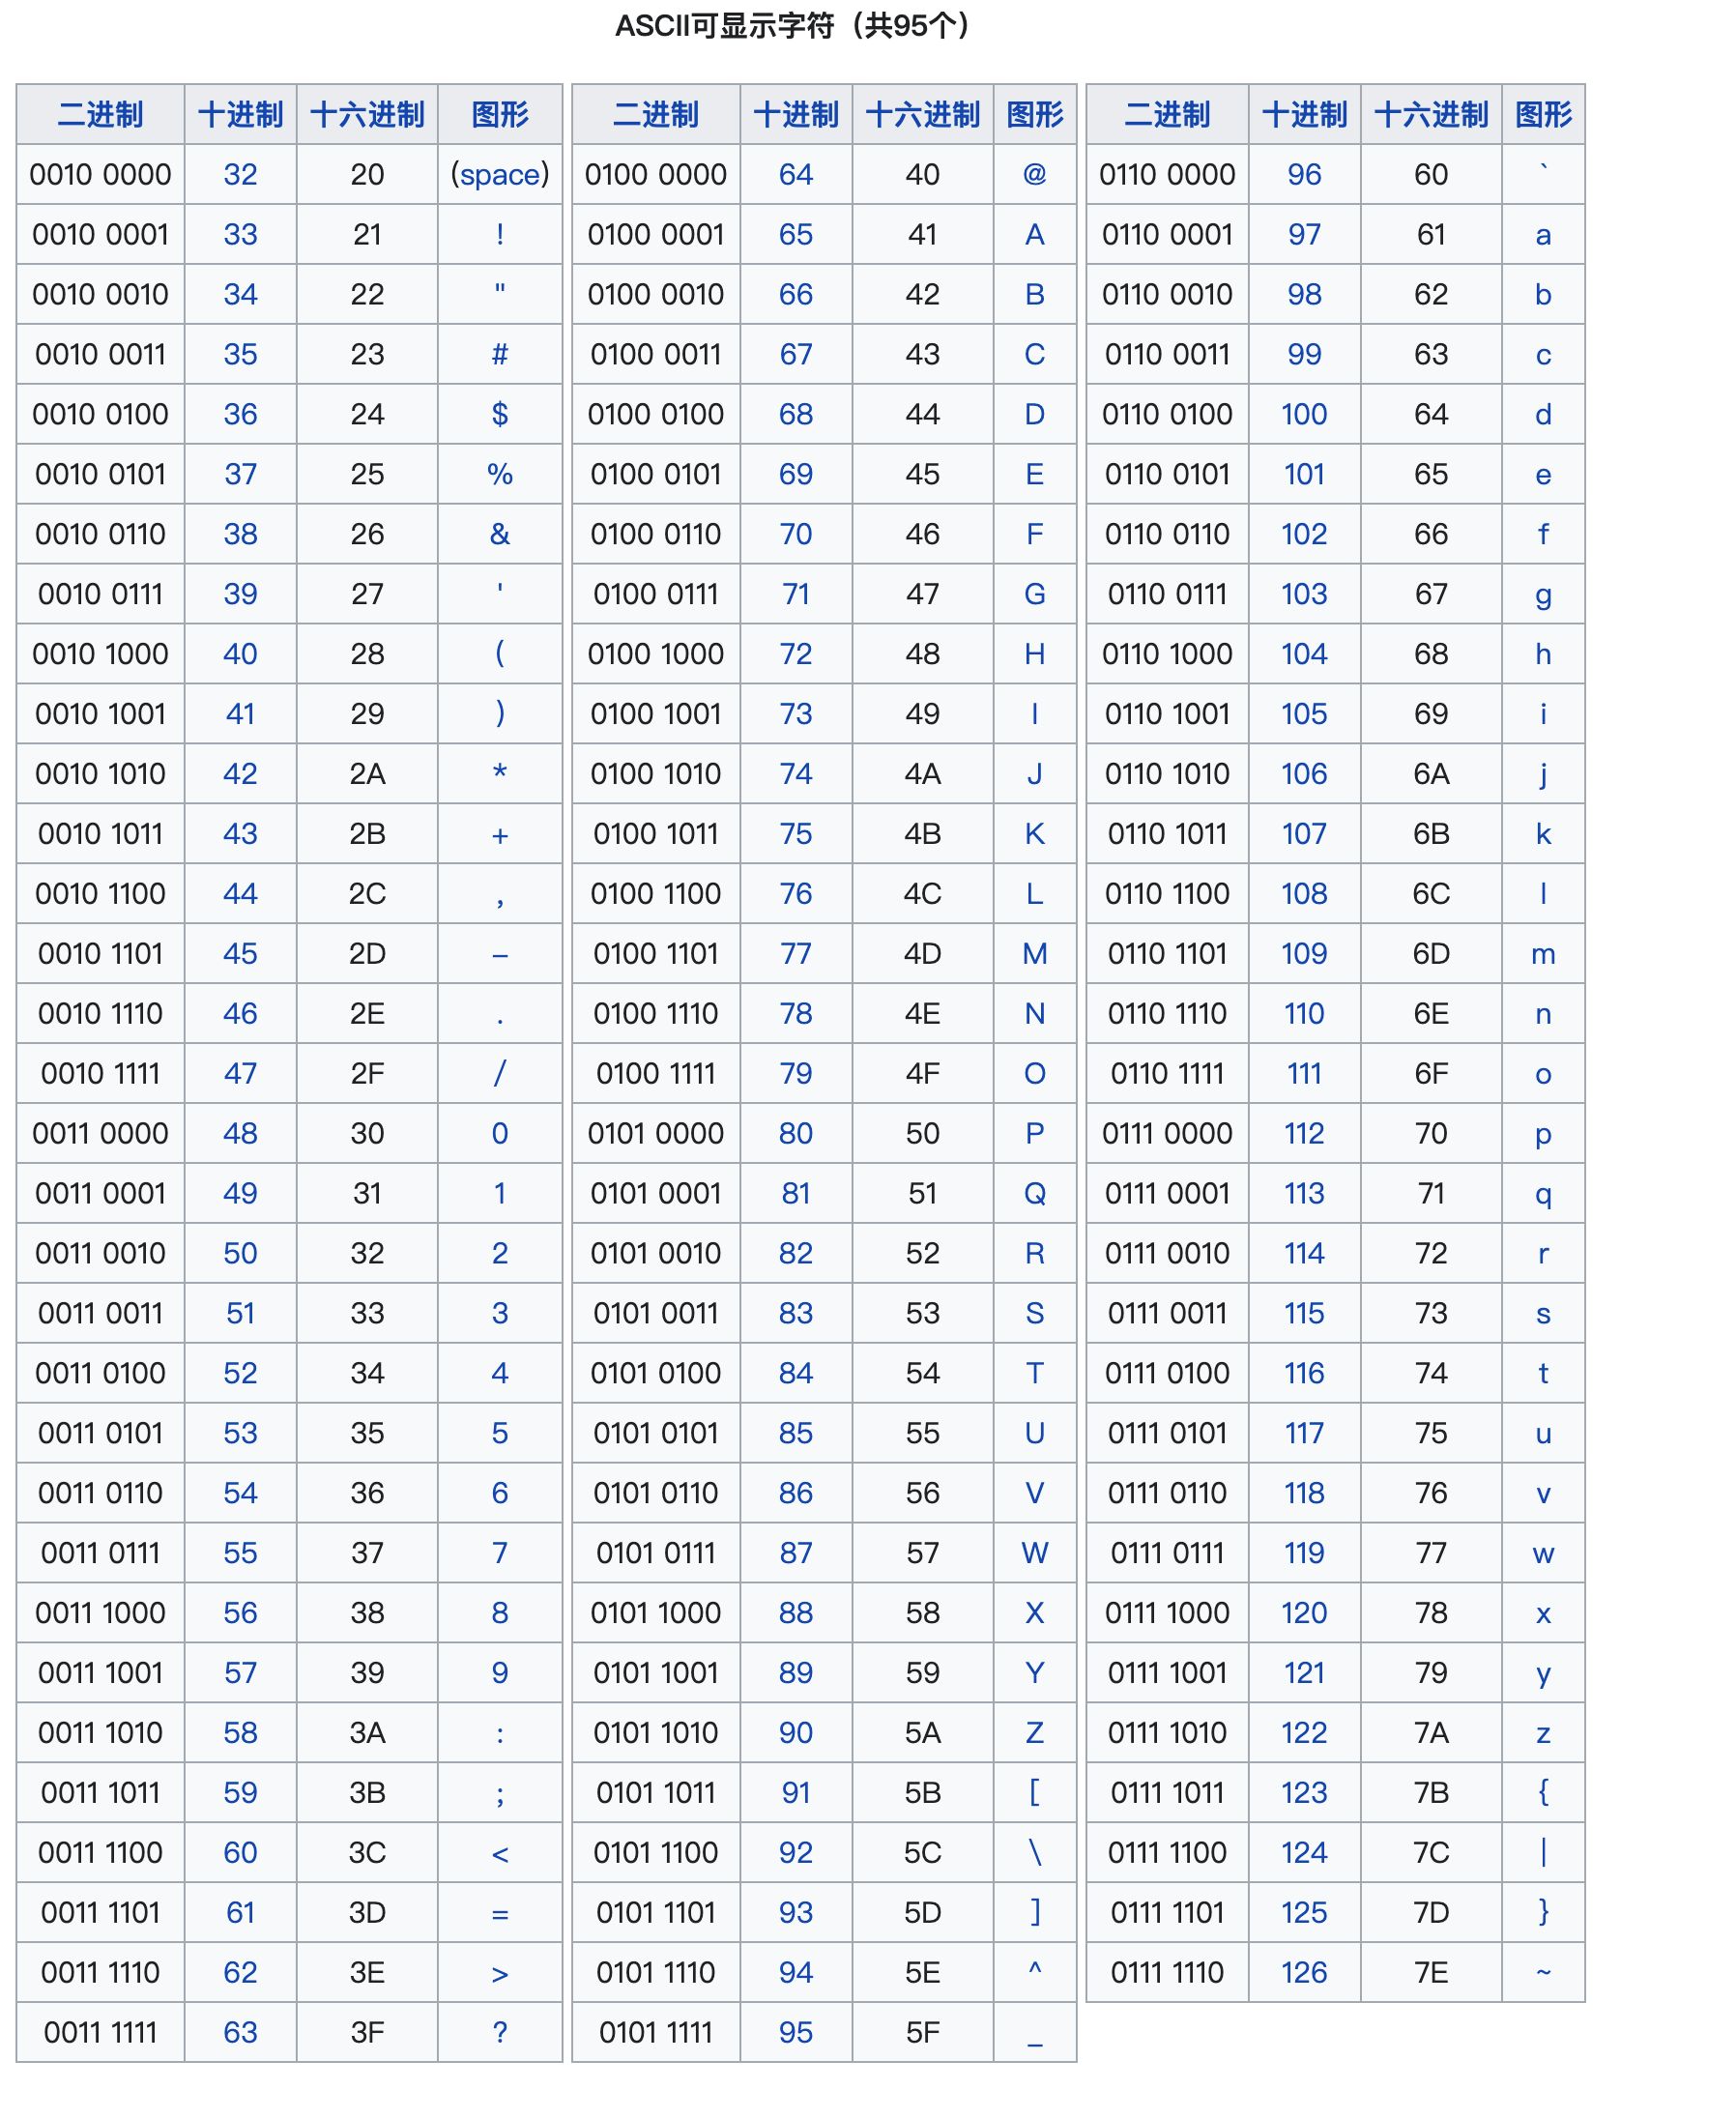 ASCII可显示字符（共95个）
二进制 十进制 十六进制 图形 二进制 十进制 十六进制 图形 二进制 十进制 十六进制 图形
0010 0000 32 20 (space) 0100 0000 64 40 @ 0110 0000 96 60 `
0010 0001 33 21 ! 0100 0001 65 41 A 0110 0001 97 61 a
0010 0010 34 22 " 0100 0010 66 42 B 0110 0010 98 62 b
0010 0011 35 23 # 0100 0011 67 43 C 0110 0011 99 63 c
0010 0100 36 24 $ 0100 0100 68 44 D 0110 0100 100 64 d
0010 0101 37 25 % 0100 0101 69 45 E 0110 0101 101 65 e
0010 0110 38 26 & 0100 0110 70 46 F 0110 0110 102 66 f
0010 0111 39 27 ' 0100 0111 71 47 G 0110 0111 103 67 g
0010 1000 40 28 ( 0100 1000 72 48 H 0110 1000 104 68 h
0010 1001 41 29 ) 0100 1001 73 49 I 0110 1001 105 69 i
0010 1010 42 2A * 0100 1010 74 4A J 0110 1010 106 6A j
0010 1011 43 2B + 0100 1011 75 4B K 0110 1011 107 6B k
0010 1100 44 2C , 0100 1100 76 4C L 0110 1100 108 6C l
0010 1101 45 2D - 0100 1101 77 4D M 0110 1101 109 6D m
0010 1110 46 2E . 0100 1110 78 4E N 0110 1110 110 6E n
0010 1111 47 2F / 0100 1111 79 4F O 0110 1111 111 6F o
0011 0000 48 30 0 0101 0000 80 50 P 0111 0000 112 70 p
0011 0001 49 31 1 0101 0001 81 51 Q 0111 0001 113 71 q
0011 0010 50 32 2 0101 0010 82 52 R 0111 0010 114 72 r
0011 0011 51 33 3 0101 0011 83 53 S 0111 0011 115 73 s
0011 0100 52 34 4 0101 0100 84 54 T 0111 0100 116 74 t
0011 0101 53 35 5 0101 0101 85 55 U 0111 0101 117 75 u
0011 0110 54 36 6 0101 0110 86 56 V 0111 0110 118 76 v
0011 0111 55 37 7 0101 0111 87 57 W 0111 0111 119 77 w
0011 1000 56 38 8 0101 1000 88 58 X 0111 1000 120 78 x
0011 1001 57 39 9 0101 1001 89 59 Y 0111 1001 121 79 y
0011 1010 58 3A : 0101 1010 90 5A Z 0111 1010 122 7A z
0011 1011 59 3B ; 0101 1011 91 5B [ 0111 1011 123 7B {
0011 1100 60 3C < 0101 1100 92 5C \ 0111 1100 124 7C |
0011 1101 61 3D = 0101 1101 93 5D ] 0111 1101 125 7D }
0011 1110 62 3E > 0101 1110 94 5E ^ 0111 1110 126 7E ~
0011 1111 63 3F ? 0101 1111 95 5F _